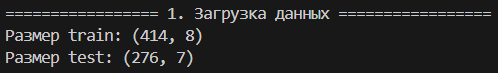 ================= 1. Загрузка данных =================
Размер train: (414, 8)
Размер test: (276, 7)